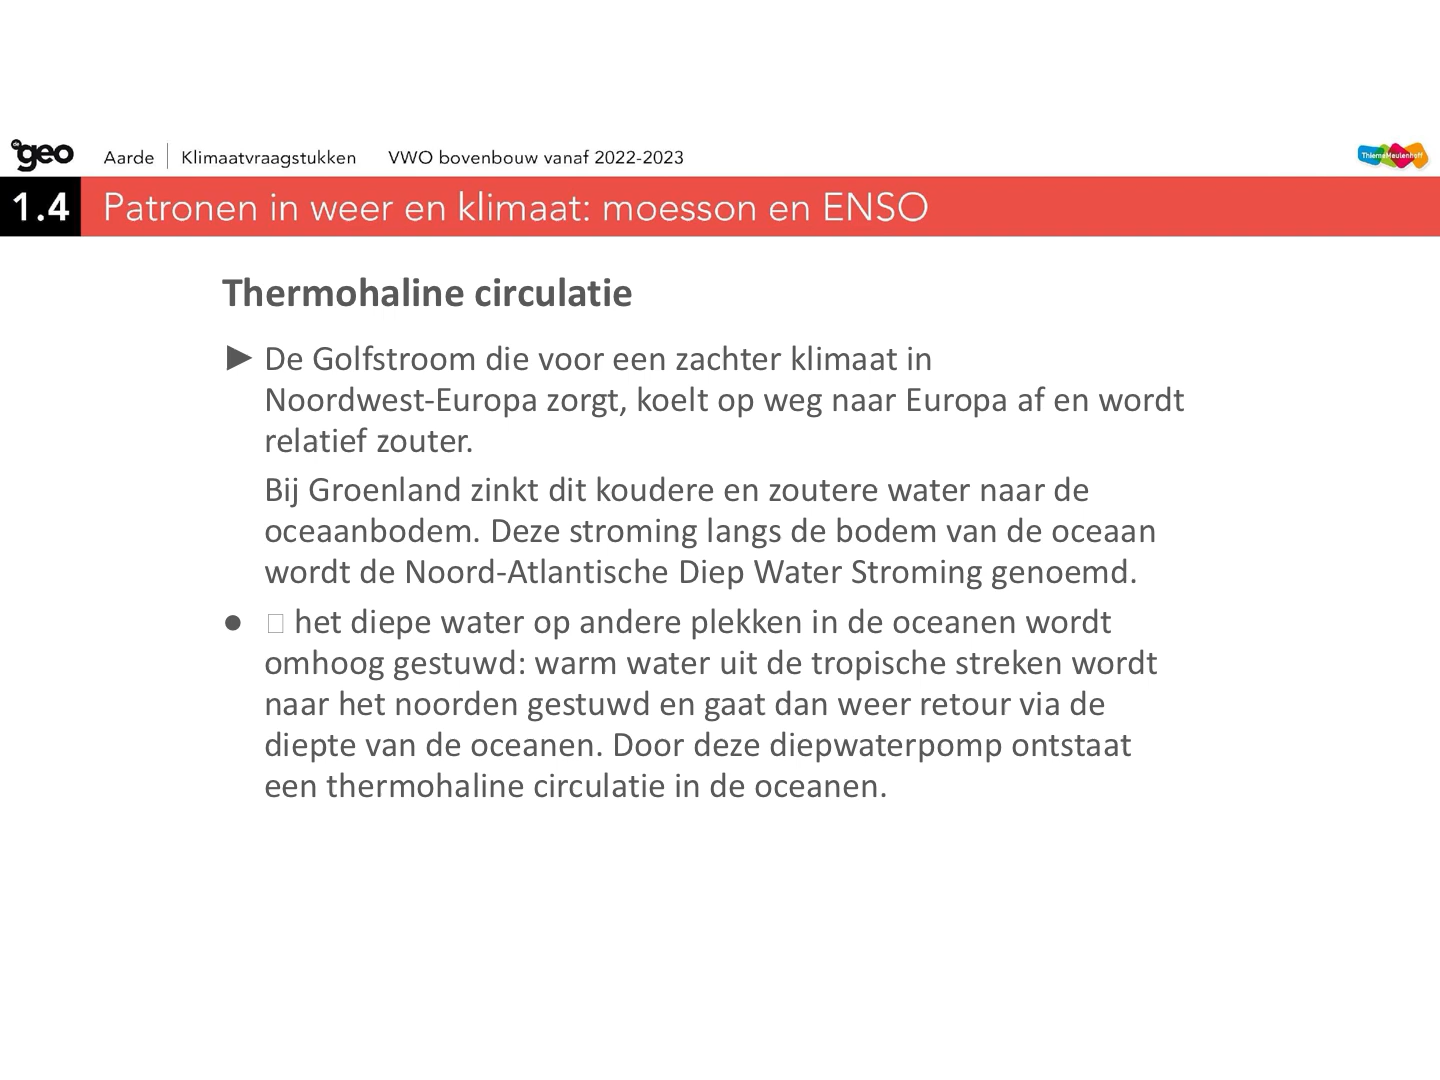 de geo Aarde | Klimaatvraagstukken VWO bovenbouw vanaf 2022-2023 ThiemeMeulenhoff
1.4 Patronen in weer en klimaat: moesson en ENSO
Thermohaline circulatie
► De Golfstroom die voor een zachter klimaat in
Noordwest-Europa zorgt, koelt op weg naar Europa af en wordt
relatief zouter.
Bij Groenland zinkt dit koudere en zoutere water naar de
oceaanbodem. Deze stroming langs de bodem van de oceaan
wordt de Noord-Atlantische Diep Water Stroming genoemd.
● □ het diepe water op andere plekken in de oceanen wordt
omhoog gestuwd: warm water uit de tropische streken wordt
naar het noorden gestuwd en gaat dan weer retour via de
diepte van de oceanen. Door deze diepwaterpomp ontstaat
een thermohaline circulatie in de oceanen.